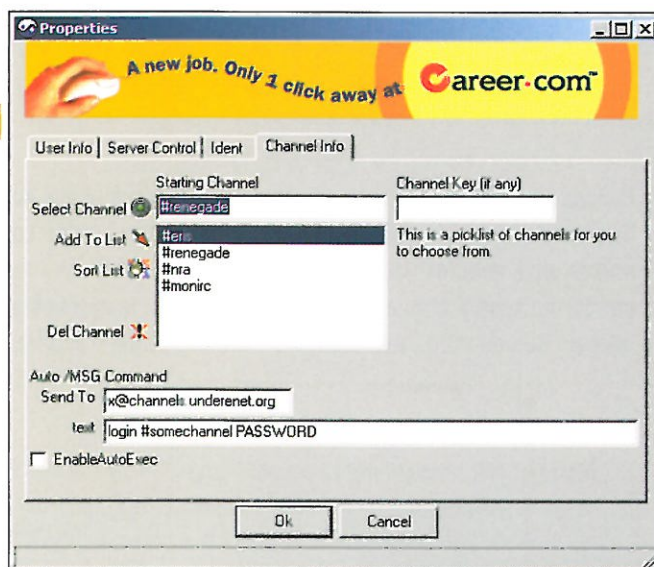 Properties
A new job. Only 1 click away at Career.com™
User Info Server Control Ident Channel Info
Starting Channel
Channel Key (if any)
Select Channel #renegade
Add To List
Sort List
Del Channel
#eris
#renegade
#nra
#monirc
This is a picklist of channels for you
to choose from.
Auto /MSG Command
Send To x@channels.underenet.org
text login #somechannel PASSWORD
EnableAutoExec
Ok Cancel